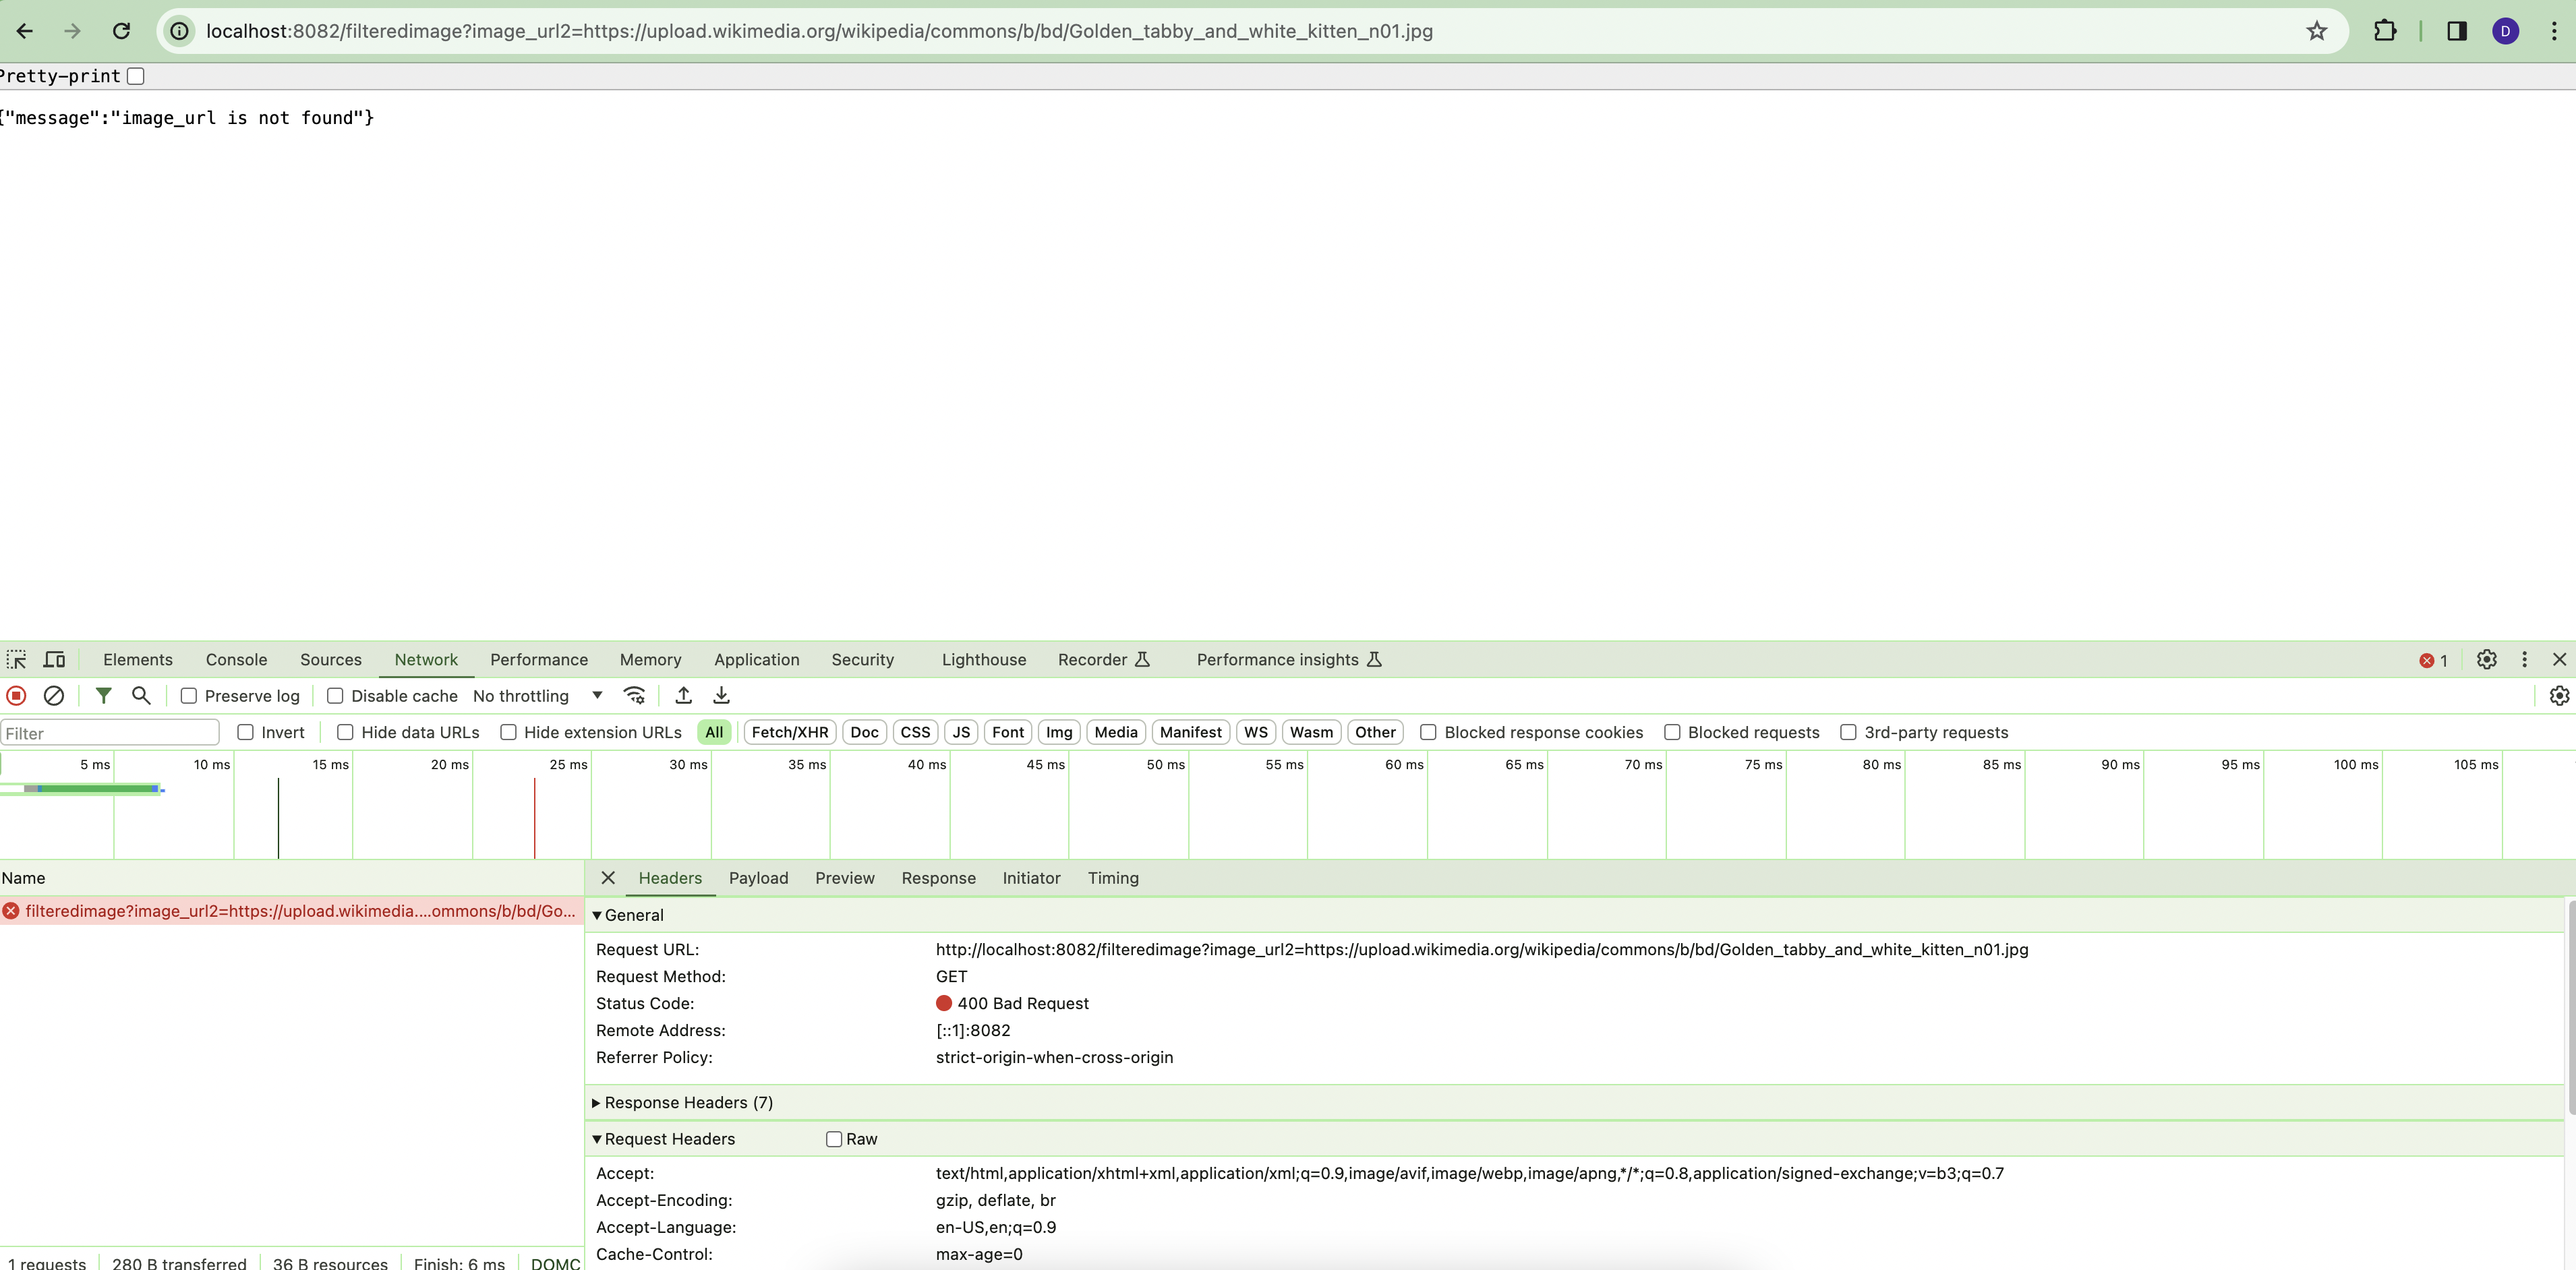 localhost:8082/filteredimage?image_url2=https://upload.wikimedia.org/wikipedia/commons/b/bd/Golden_tabby_and_white_kitten_n01.jpg
D
Pretty-print
{"message":"image_url is not found"}
Elements Console Sources Network Performance Memory Application Security Lighthouse Recorder Performance insights 1
Preserve log Disable cache No throttling
Filter Invert Hide data URLs Hide extension URLs All Fetch/XHR Doc CSS JS Font Img Media Manifest WS Wasm Other Blocked response cookies Blocked requests 3rd-party requests
5 ms 10 ms 15 ms 20 ms 25 ms 30 ms 35 ms 40 ms 45 ms 50 ms 55 ms 60 ms 65 ms 70 ms 75 ms 80 ms 85 ms 90 ms 95 ms 100 ms 105 ms
Name Headers Payload Preview Response Initiator Timing
filteredimage?image_url2=https://upload.wikimedia....ommons/b/bd/Go...
General
Request URL: http://localhost:8082/filteredimage?image_url2=https://upload.wikimedia.org/wikipedia/commons/b/bd/Golden_tabby_and_white_kitten_n01.jpg
Request Method: GET
Status Code: 400 Bad Request
Remote Address: [::1]:8082
Referrer Policy: strict-origin-when-cross-origin
Response Headers (7)
Request Headers Raw
Accept: text/html,application/xhtml+xml,application/xml;q=0.9,image/avif,image/webp,image/apng,*/*;q=0.8,application/signed-exchange;v=b3;q=0.7
Accept-Encoding: gzip, deflate, br
Accept-Language: en-US,en;q=0.9
Cache-Control: max-age=0
1 requests 280 B transferred 36 B resources Finish: 6 ms DOMC